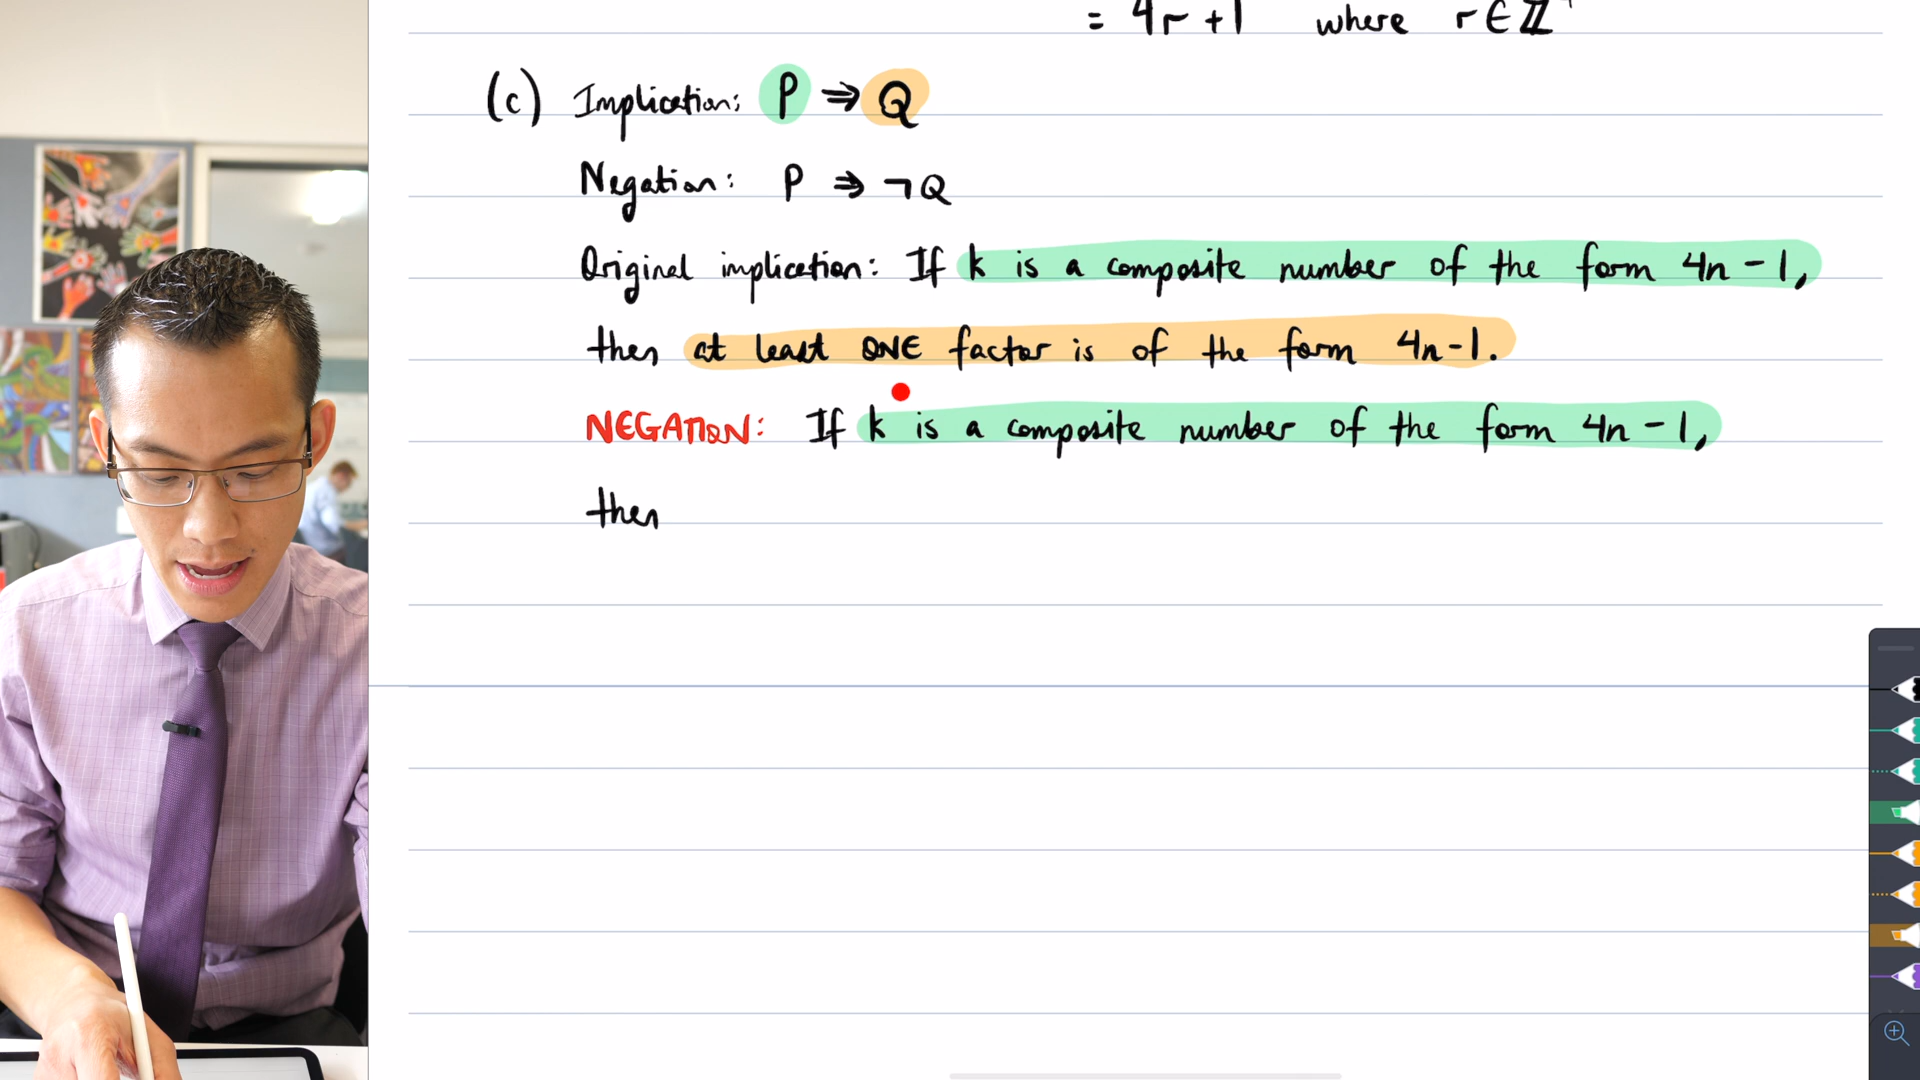 = 4r + 1 where r ∈ ℤ⁺
(c) Implication: P ⇒ Q
Negation: P ⇒ ¬Q
Original implication: If k is a composite number of the form 4n - 1,
then at least ONE factor is of the form 4n-1.
NEGATION: If k is a composite number of the form 4n - 1,
then